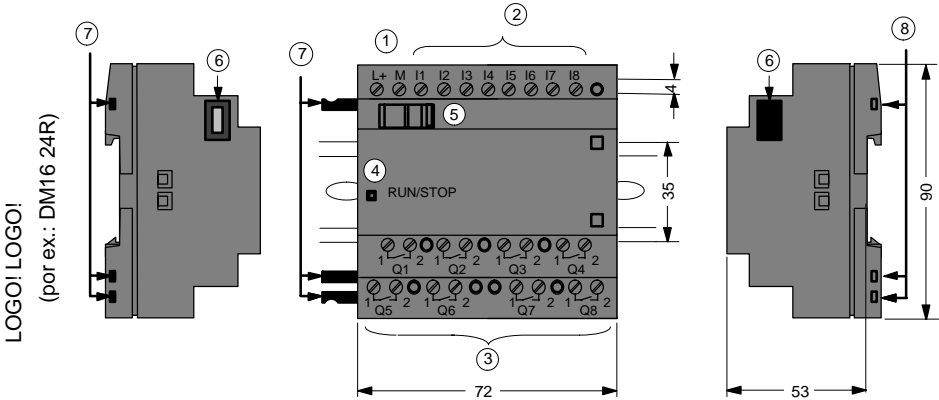 LOGO! LOGO!
(por ex.: DM16 24R)
7
6
7
1
2
L+ M I1 I2 I3 I4 I5 I6 I7 I8
5
4
4
RUN/STOP
35
1 2 1 2 1 2 1 2
Q1 Q2 Q3 Q4
1 2 1 2 1 2 1 2
Q5 Q6 Q7 Q8
3
72
6
8
90
53